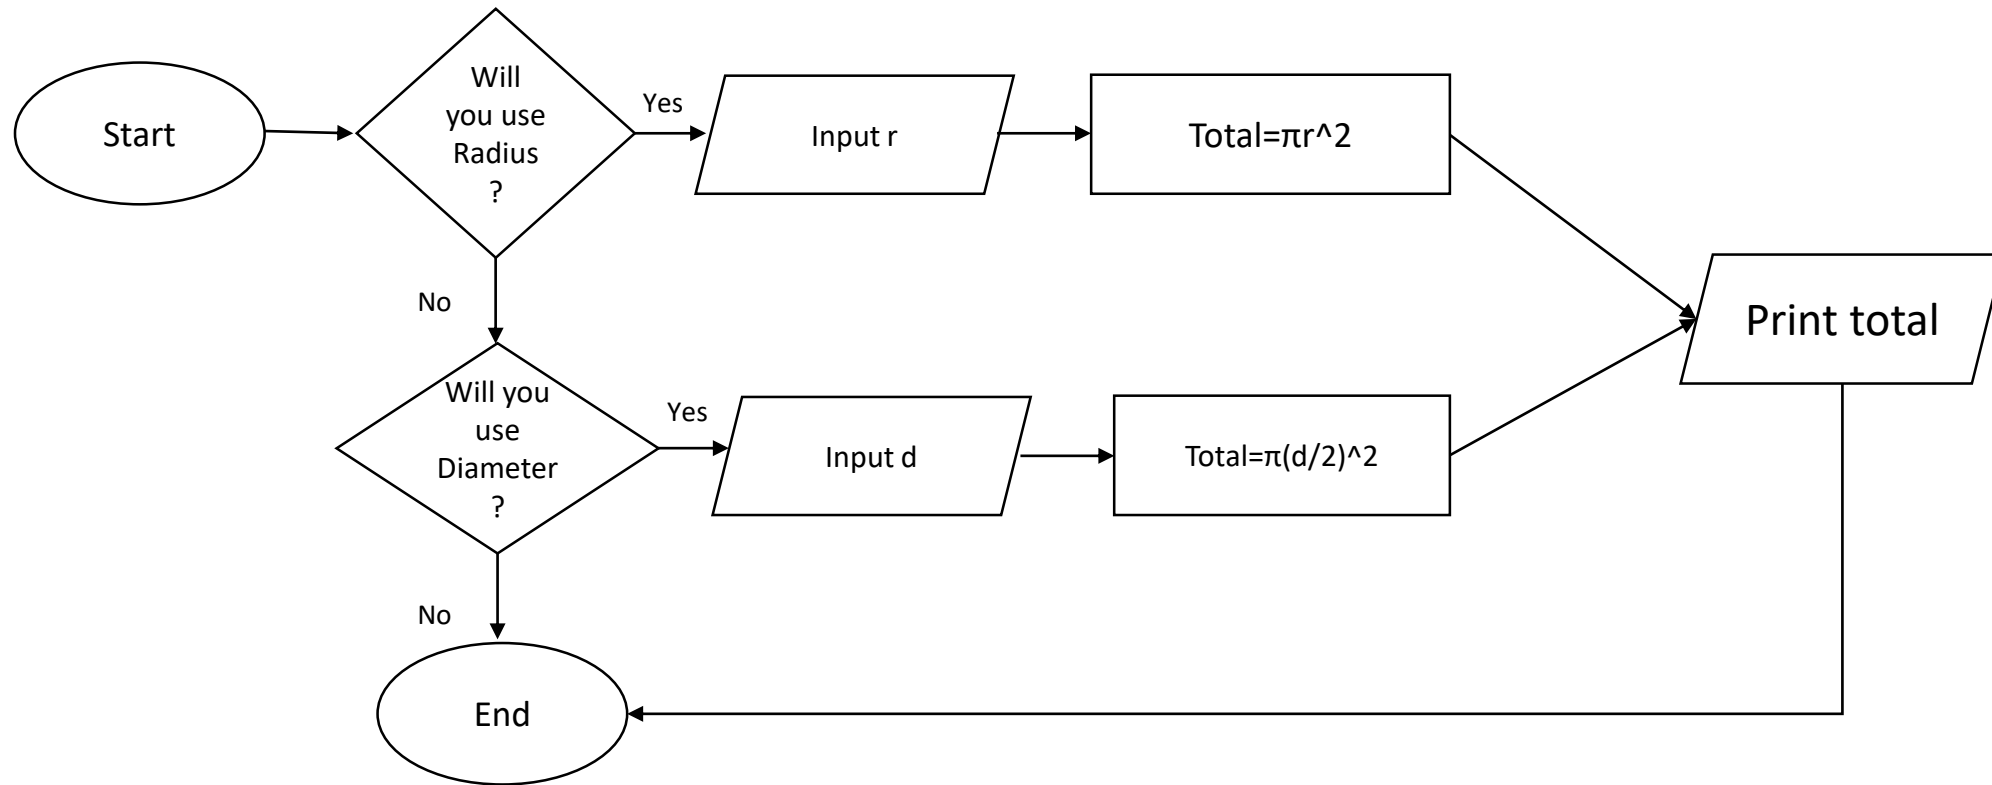 Start
Will
you use
Radius
?
Yes
Input r
Total=πr^2
No
Print total
Will you
use
Diameter
?
Yes
Input d
Total=π(d/2)^2
No
End